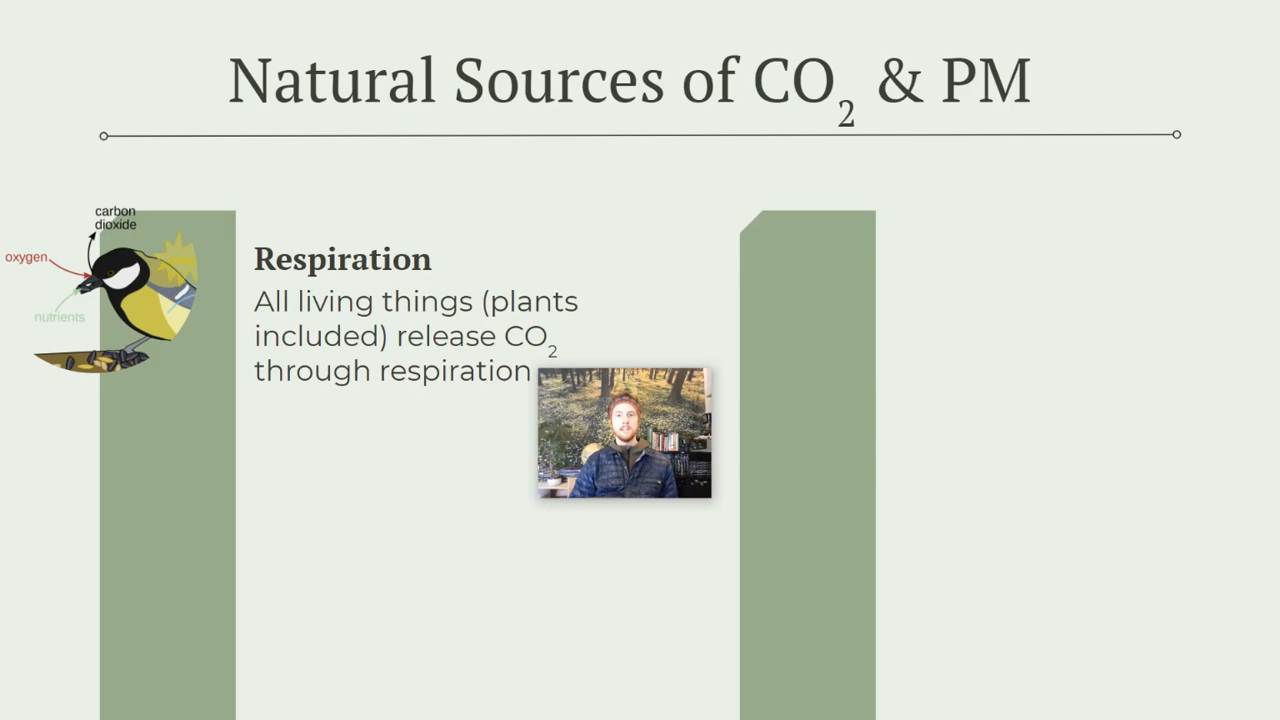 Natural Sources of CO₂ & PM
carbon
dioxide
oxygen
nutrients
Respiration
All living things (plants
included) release CO₂
through respiration